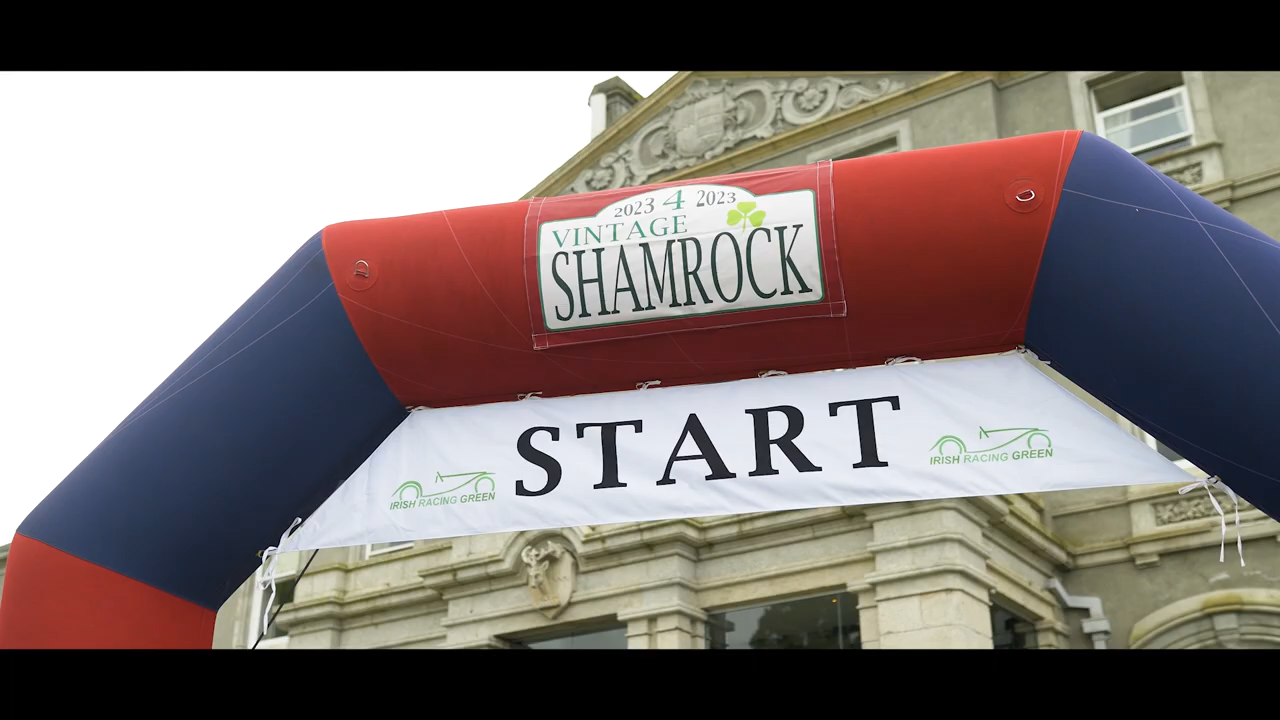 2023 4 2023
VINTAGE
SHAMROCK
START
IRISH RACING GREEN
IRISH RACING GREEN